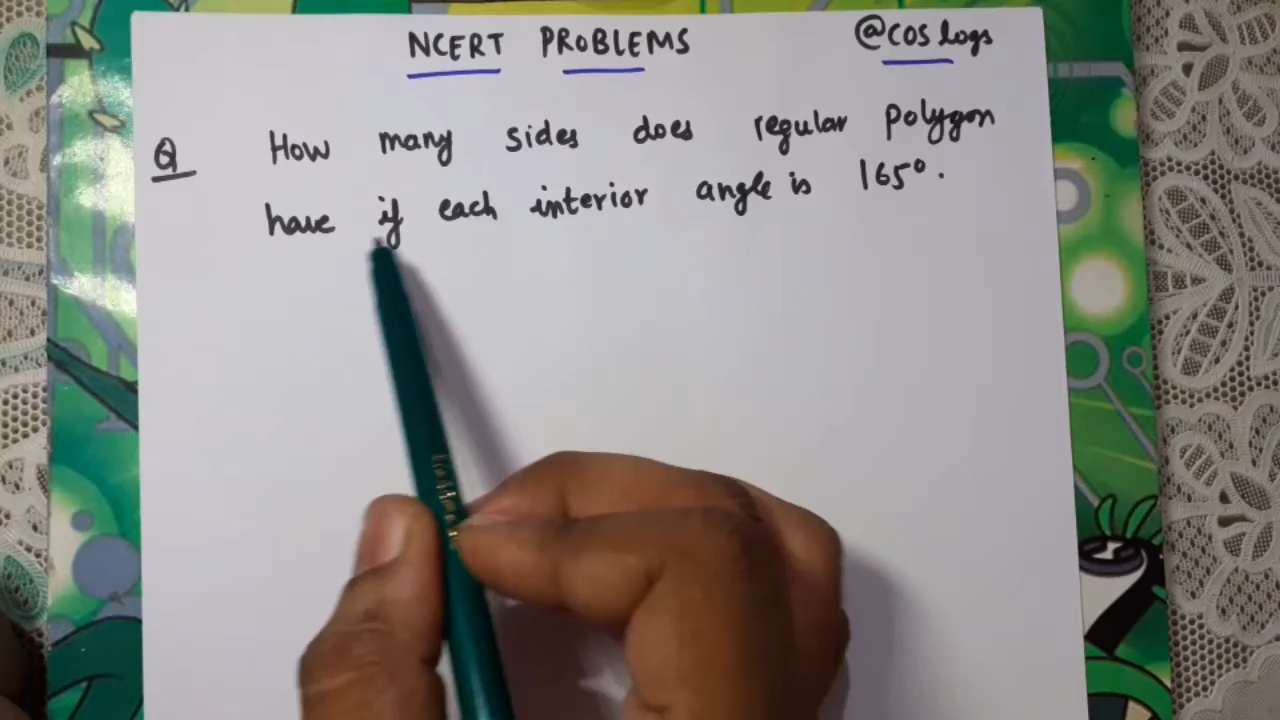 NCERT PROBLEMS @COS logs
Q How many sides does regular polygon
have if each interior angle is 165°.